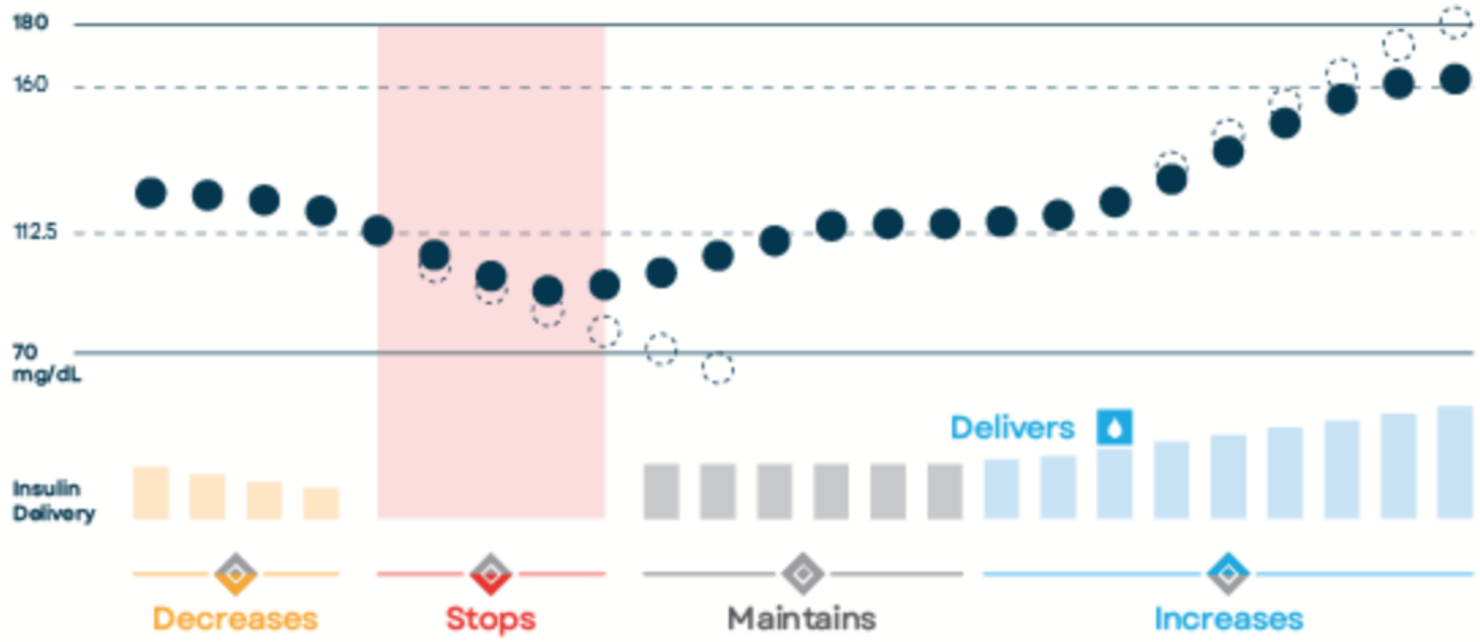 180
160
112.5
70
mg/dL
Delivers
Insulin
Delivery
Decreases
Stops
Maintains
Increases